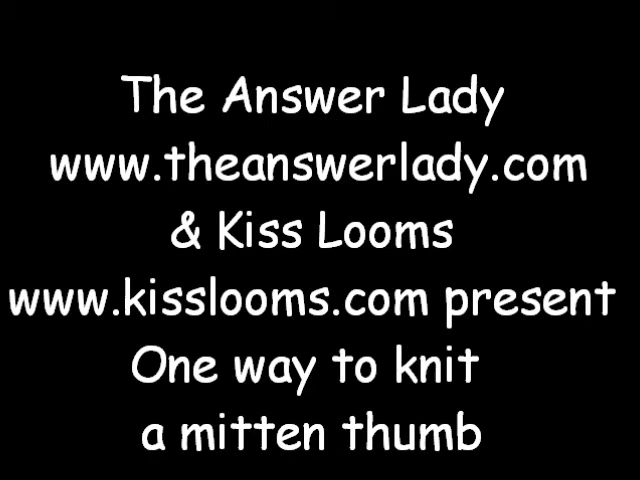 The Answer Lady
www.theanswerlady.com
& Kiss Looms
www.kisslooms.com present
One way to knit
a mitten thumb